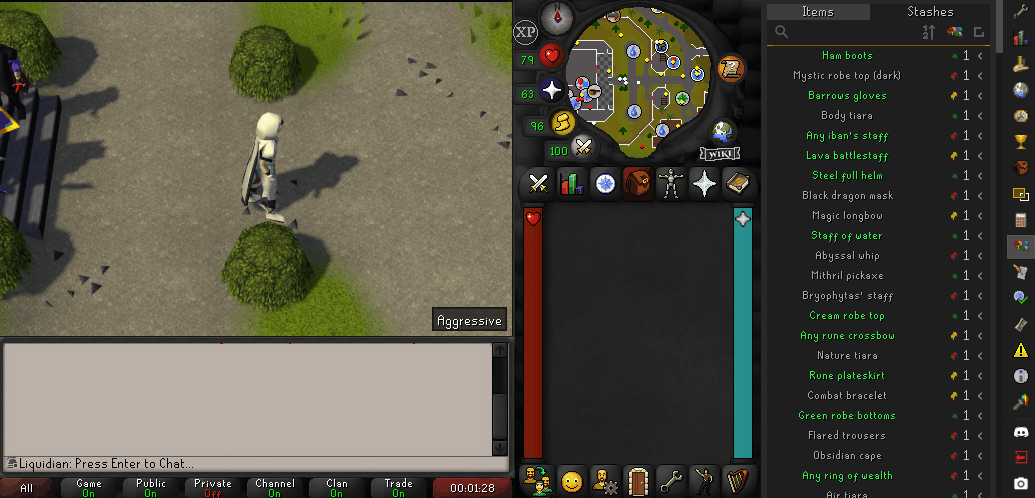 Aggressive
Liquidian: Press Enter to Chat...
All
Game
On
Public
On
Private
Off
Channel
On
Clan
On
Trade
On
00:01:28
XP
N
79
63
96
100
WIKI
Items
Stashes
Ham boots 1
Mystic robe top (dark) 1
Barrows gloves 1
Body tiara 1
Any iban's staff 1
Lava battlestaff 1
Steel full helm 1
Black dragon mask 1
Magic longbow 1
Staff of water 1
Abyssal whip 1
Mithril pickaxe 1
Bryophytas' staff 1
Cream robe top 1
Any rune crossbow 1
Nature tiara 1
Rune plateskirt 1
Combat bracelet 1
Green robe bottoms 1
Flared trousers 1
Obsidian cape 1
Any ring of wealth 1
Air tiara 1